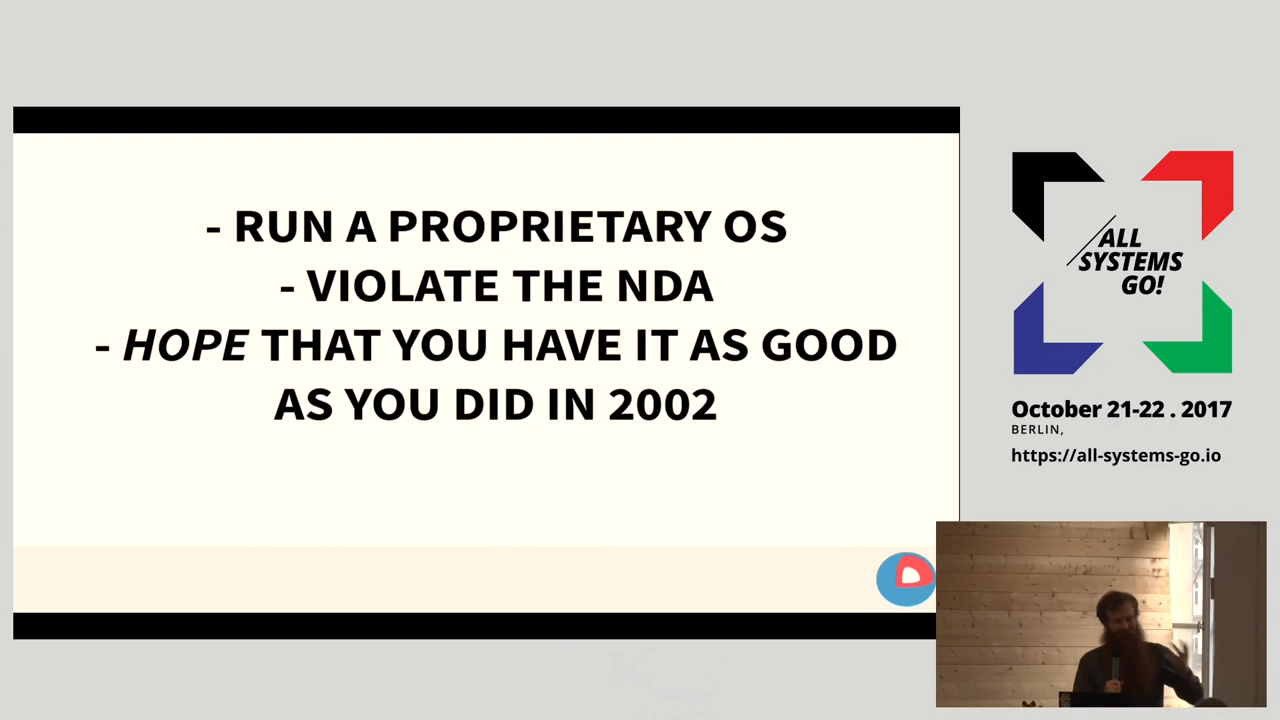 - RUN A PROPRIETARY OS
- VIOLATE THE NDA
- HOPE THAT YOU HAVE IT AS GOOD
AS YOU DID IN 2002
ALL
SYSTEMS
GO!
October 21-22 . 2017
BERLIN,
https://all-systems-go.io